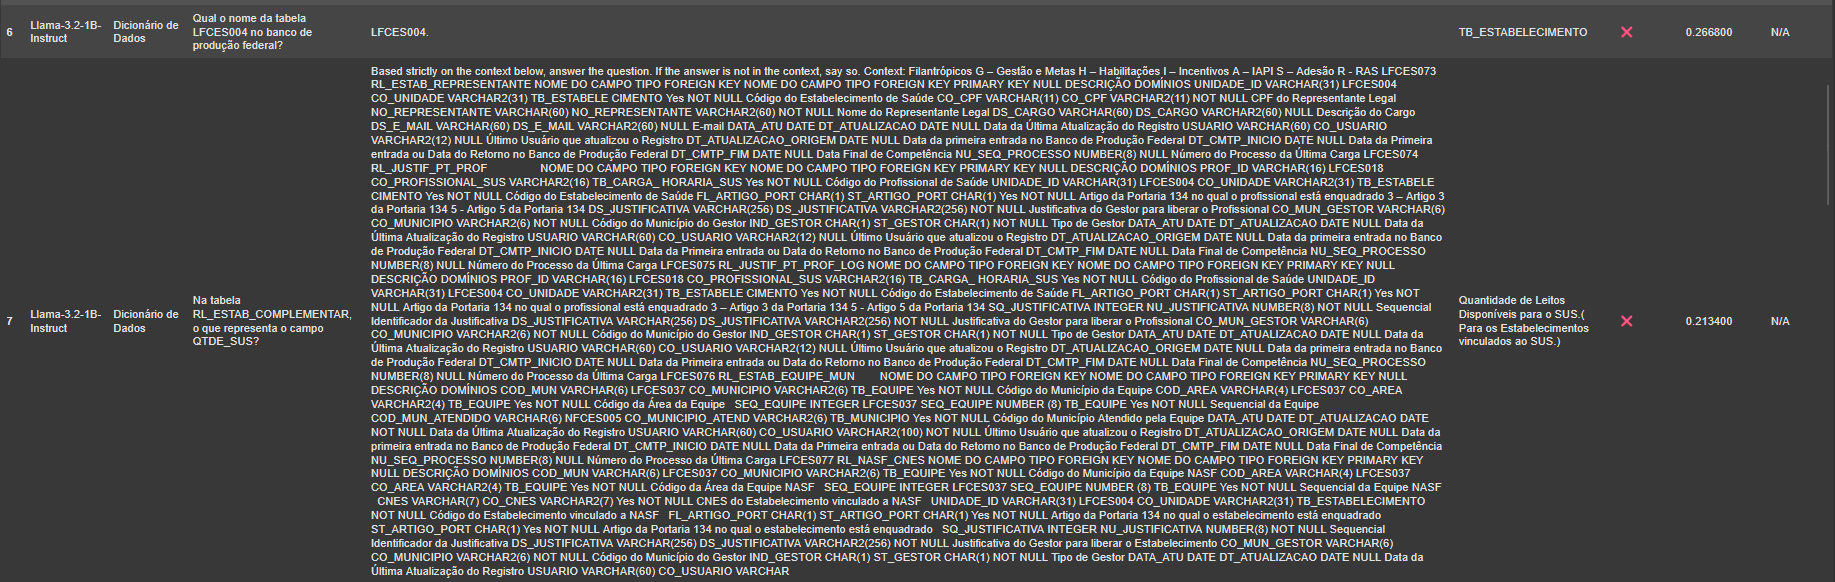 6
Llama-3.2-1B-
Instruct
Dicionário de
Dados
Qual o nome da tabela
LFCES004 no banco de
produção federal?
LFCES004.
TB_ESTABELECIMENTO
0.266800
N/A
7
Llama-3.2-1B-
Instruct
Dicionário de
Dados
Na tabela
RL_ESTAB_COMPLEMENTAR,
o que representa o campo
QTDE_SUS?
Based strictly on the context below, answer the question. If the answer is not in the context, say so. Context: Filantrópicos G – Gestão e Metas H – Habilitações I – Incentivos A – IAPI S – Adesão R - RAS LFCES073
RL_ESTAB_REPRESENTANTE NOME DO CAMPO TIPO FOREIGN KEY NOME DO CAMPO TIPO FOREIGN KEY PRIMARY KEY NULL DESCRIÇÃO DOMÍNIOS UNIDADE_ID VARCHAR(31) LFCES004
CO_UNIDADE VARCHAR2(31) TB_ESTABELE CIMENTO Yes NOT NULL Código do Estabelecimento de Saúde CO_CPF VARCHAR(11) CO_CPF VARCHAR2(11) NOT NULL CPF do Representante Legal
NO_REPRESENTANTE VARCHAR(60) NO_REPRESENTANTE VARCHAR2(60) NOT NULL Nome do Representante Legal DS_CARGO VARCHAR(60) DS_CARGO VARCHAR2(60) NULL Descrição do Cargo
DS_E_MAIL VARCHAR(60) DS_E_MAIL VARCHAR2(60) NULL E-mail DATA_ATU DATE DT_ATUALIZACAO DATE NULL Data da Última Atualização do Registro USUARIO VARCHAR(60) CO_USUARIO
VARCHAR2(12) NULL Último Usuário que atualizou o Registro DT_ATUALIZACAO_ORIGEM DATE NULL Data da primeira entrada no Banco de Produção Federal DT_CMTP_INICIO DATE NULL Data da Primeira
entrada ou Data do Retorno no Banco de Produção Federal DT_CMTP_FIM DATE NULL Data Final de Competência NU_SEQ_PROCESSO NUMBER(8) NULL Número do Processo da Última Carga LFCES074
RL_JUSTIF_PT_PROF NOME DO CAMPO TIPO FOREIGN KEY NOME DO CAMPO TIPO FOREIGN KEY PRIMARY KEY NULL DESCRIÇÃO DOMÍNIOS PROF_ID VARCHAR(16) LFCES018
CO_PROFISSIONAL_SUS VARCHAR2(16) TB_CARGA_ HORARIA_SUS Yes NOT NULL Código do Profissional de Saúde UNIDADE_ID VARCHAR(31) LFCES004 CO_UNIDADE VARCHAR2(31) TB_ESTABELE
CIMENTO Yes NOT NULL Código do Estabelecimento de Saúde FL_ARTIGO_PORT CHAR(1) ST_ARTIGO_PORT CHAR(1) Yes NOT NULL Artigo da Portaria 134 no qual o profissional está enquadrado 3 – Artigo 3
da Portaria 134 5 - Artigo 5 da Portaria 134 DS_JUSTIFICATIVA VARCHAR(256) DS_JUSTIFICATIVA VARCHAR2(256) NOT NULL Justificativa do Gestor para liberar o Profissional CO_MUN_GESTOR VARCHAR(6)
CO_MUNICIPIO VARCHAR2(6) NOT NULL Código do Município do Gestor IND_GESTOR CHAR(1) ST_GESTOR CHAR(1) NOT NULL Tipo de Gestor DATA_ATU DATE DT_ATUALIZACAO DATE NOT NULL Data da
Última Atualização do Registro USUARIO VARCHAR(60) CO_USUARIO VARCHAR2(12) NULL Último Usuário que atualizou o Registro DT_ATUALIZACAO_ORIGEM DATE NULL Data da primeira entrada no Banco
de Produção Federal DT_CMTP_INICIO DATE NULL Data da Primeira entrada ou Data do Retorno no Banco de Produção Federal DT_CMTP_FIM DATE NULL Data Final de Competência NU_SEQ_PROCESSO
NUMBER(8) NULL Número do Processo da Última Carga LFCES075 RL_JUSTIF_PT_PROF_LOG NOME DO CAMPO TIPO FOREIGN KEY NOME DO CAMPO TIPO FOREIGN KEY PRIMARY KEY NULL
DESCRIÇÃO DOMÍNIOS PROF_ID VARCHAR(16) LFCES018 CO_PROFISSIONAL_SUS VARCHAR2(16) TB_CARGA_ HORARIA_SUS Yes NOT NULL Código do Profissional de Saúde UNIDADE_ID
VARCHAR(31) LFCES004 CO_UNIDADE VARCHAR2(31) TB_ESTABELE CIMENTO Yes NOT NULL Código do Estabelecimento de Saúde FL_ARTIGO_PORT CHAR(1) ST_ARTIGO_PORT CHAR(1) Yes NOT
NULL Artigo da Portaria 134 no qual o profissional está enquadrado 3 – Artigo 3 da Portaria 134 5 - Artigo 5 da Portaria 134 SQ_JUSTIFICATIVA INTEGER NU_JUSTIFICATIVA NUMBER(8) NOT NULL Sequencial
Identificador da Justificativa DS_JUSTIFICATIVA VARCHAR(256) DS_JUSTIFICATIVA VARCHAR2(256) NOT NULL Justificativa do Gestor para liberar o Profissional CO_MUN_GESTOR VARCHAR(6)
CO_MUNICIPIO VARCHAR2(6) NOT NULL Código do Município do Gestor IND_GESTOR CHAR(1) ST_GESTOR CHAR(1) NOT NULL Tipo de Gestor DATA_ATU DATE DT_ATUALIZACAO DATE NULL Data da
Última Atualização do Registro USUARIO VARCHAR(60) CO_USUARIO VARCHAR2(12) NULL Último Usuário que atualizou o Registro DT_ATUALIZACAO_ORIGEM DATE NULL Data da primeira entrada no Banco
de Produção Federal DT_CMTP_INICIO DATE NULL Data da Primeira entrada ou Data do Retorno no Banco de Produção Federal DT_CMTP_FIM DATE NULL Data Final de Competência NU_SEQ_PROCESSO
NUMBER(8) NULL Número do Processo da Última Carga LFCES076 RL_ESTAB_EQUIPE_MUN NOME DO CAMPO TIPO FOREIGN KEY NOME DO CAMPO TIPO FOREIGN KEY PRIMARY KEY NULL
DESCRIÇÃO DOMÍNIOS COD_MUN VARCHAR(6) LFCES037 CO_MUNICIPIO VARCHAR2(6) TB_EQUIPE Yes NOT NULL Código do Município da Equipe COD_AREA VARCHAR(4) LFCES037 CO_AREA
VARCHAR2(4) TB_EQUIPE Yes NOT NULL Código da Área da Equipe SEQ_EQUIPE INTEGER LFCES037 SEQ_EQUIPE NUMBER (8) TB_EQUIPE Yes NOT NULL Sequencial da Equipe
COD_MUN_ATENDIDO VARCHAR(6) NFCES005 CO_MUNICIPIO_ATEND VARCHAR2(6) TB_MUNICIPIO Yes NOT NULL Código do Município Atendido pela Equipe DATA_ATU DATE DT_ATUALIZACAO DATE
NOT NULL Data da Última Atualização do Registro USUARIO VARCHAR(60) CO_USUARIO VARCHAR2(100) NOT NULL Último Usuário que atualizou o Registro DT_ATUALIZACAO_ORIGEM DATE NULL Data da
primeira entrada no Banco de Produção Federal DT_CMTP_INICIO DATE NULL Data da Primeira entrada ou Data do Retorno no Banco de Produção Federal DT_CMTP_FIM DATE NULL Data Final de Competência
NU_SEQ_PROCESSO NUMBER(8) NULL Número do Processo da Última Carga LFCES077 RL_NASF_CNES NOME DO CAMPO TIPO FOREIGN KEY NOME DO CAMPO TIPO FOREIGN KEY PRIMARY KEY
NULL DESCRIÇÃO DOMÍNIOS COD_MUN VARCHAR(6) LFCES037 CO_MUNICIPIO VARCHAR2(6) TB_EQUIPE Yes NOT NULL Código do Município da Equipe NASF COD_AREA VARCHAR(4) LFCES037
CO_AREA VARCHAR2(4) TB_EQUIPE Yes NOT NULL Código da Área da Equipe NASF SEQ_EQUIPE INTEGER LFCES037 SEQ_EQUIPE NUMBER (8) TB_EQUIPE Yes NOT NULL Sequencial da Equipe NASF
CNES VARCHAR(7) CO_CNES VARCHAR2(7) Yes NOT NULL CNES do Estabelecimento vinculado a NASF UNIDADE_ID VARCHAR(31) LFCES004 CO_UNIDADE VARCHAR2(31) TB_ESTABELECIMENTO
NOT NULL Código do Estabelecimento vinculado a NASF FL_ARTIGO_PORT CHAR(1) ST_ARTIGO_PORT CHAR(1) Yes NOT NULL Artigo da Portaria 134 no qual o estabelecimento está enquadrado
ST_ARTIGO_PORT CHAR(1) Yes NOT NULL Artigo da Portaria 134 no qual o estabelecimento está enquadrado SQ_JUSTIFICATIVA INTEGER NU_JUSTIFICATIVA NUMBER(8) NOT NULL Sequencial
Identificador da Justificativa DS_JUSTIFICATIVA VARCHAR(256) DS_JUSTIFICATIVA VARCHAR2(256) NOT NULL Justificativa do Gestor para liberar o Estabelecimento CO_MUN_GESTOR VARCHAR(6)
CO_MUNICIPIO VARCHAR2(6) NOT NULL Código do Município do Gestor IND_GESTOR CHAR(1) ST_GESTOR CHAR(1) NOT NULL Tipo de Gestor DATA_ATU DATE DT_ATUALIZACAO DATE NULL Data da
Última Atualização do Registro USUARIO VARCHAR(60) CO_USUARIO VARCHAR
Quantidade de Leitos
Disponíveis para o SUS.(
Para os Estabelecimentos
vinculados ao SUS.)
0.213400
N/A